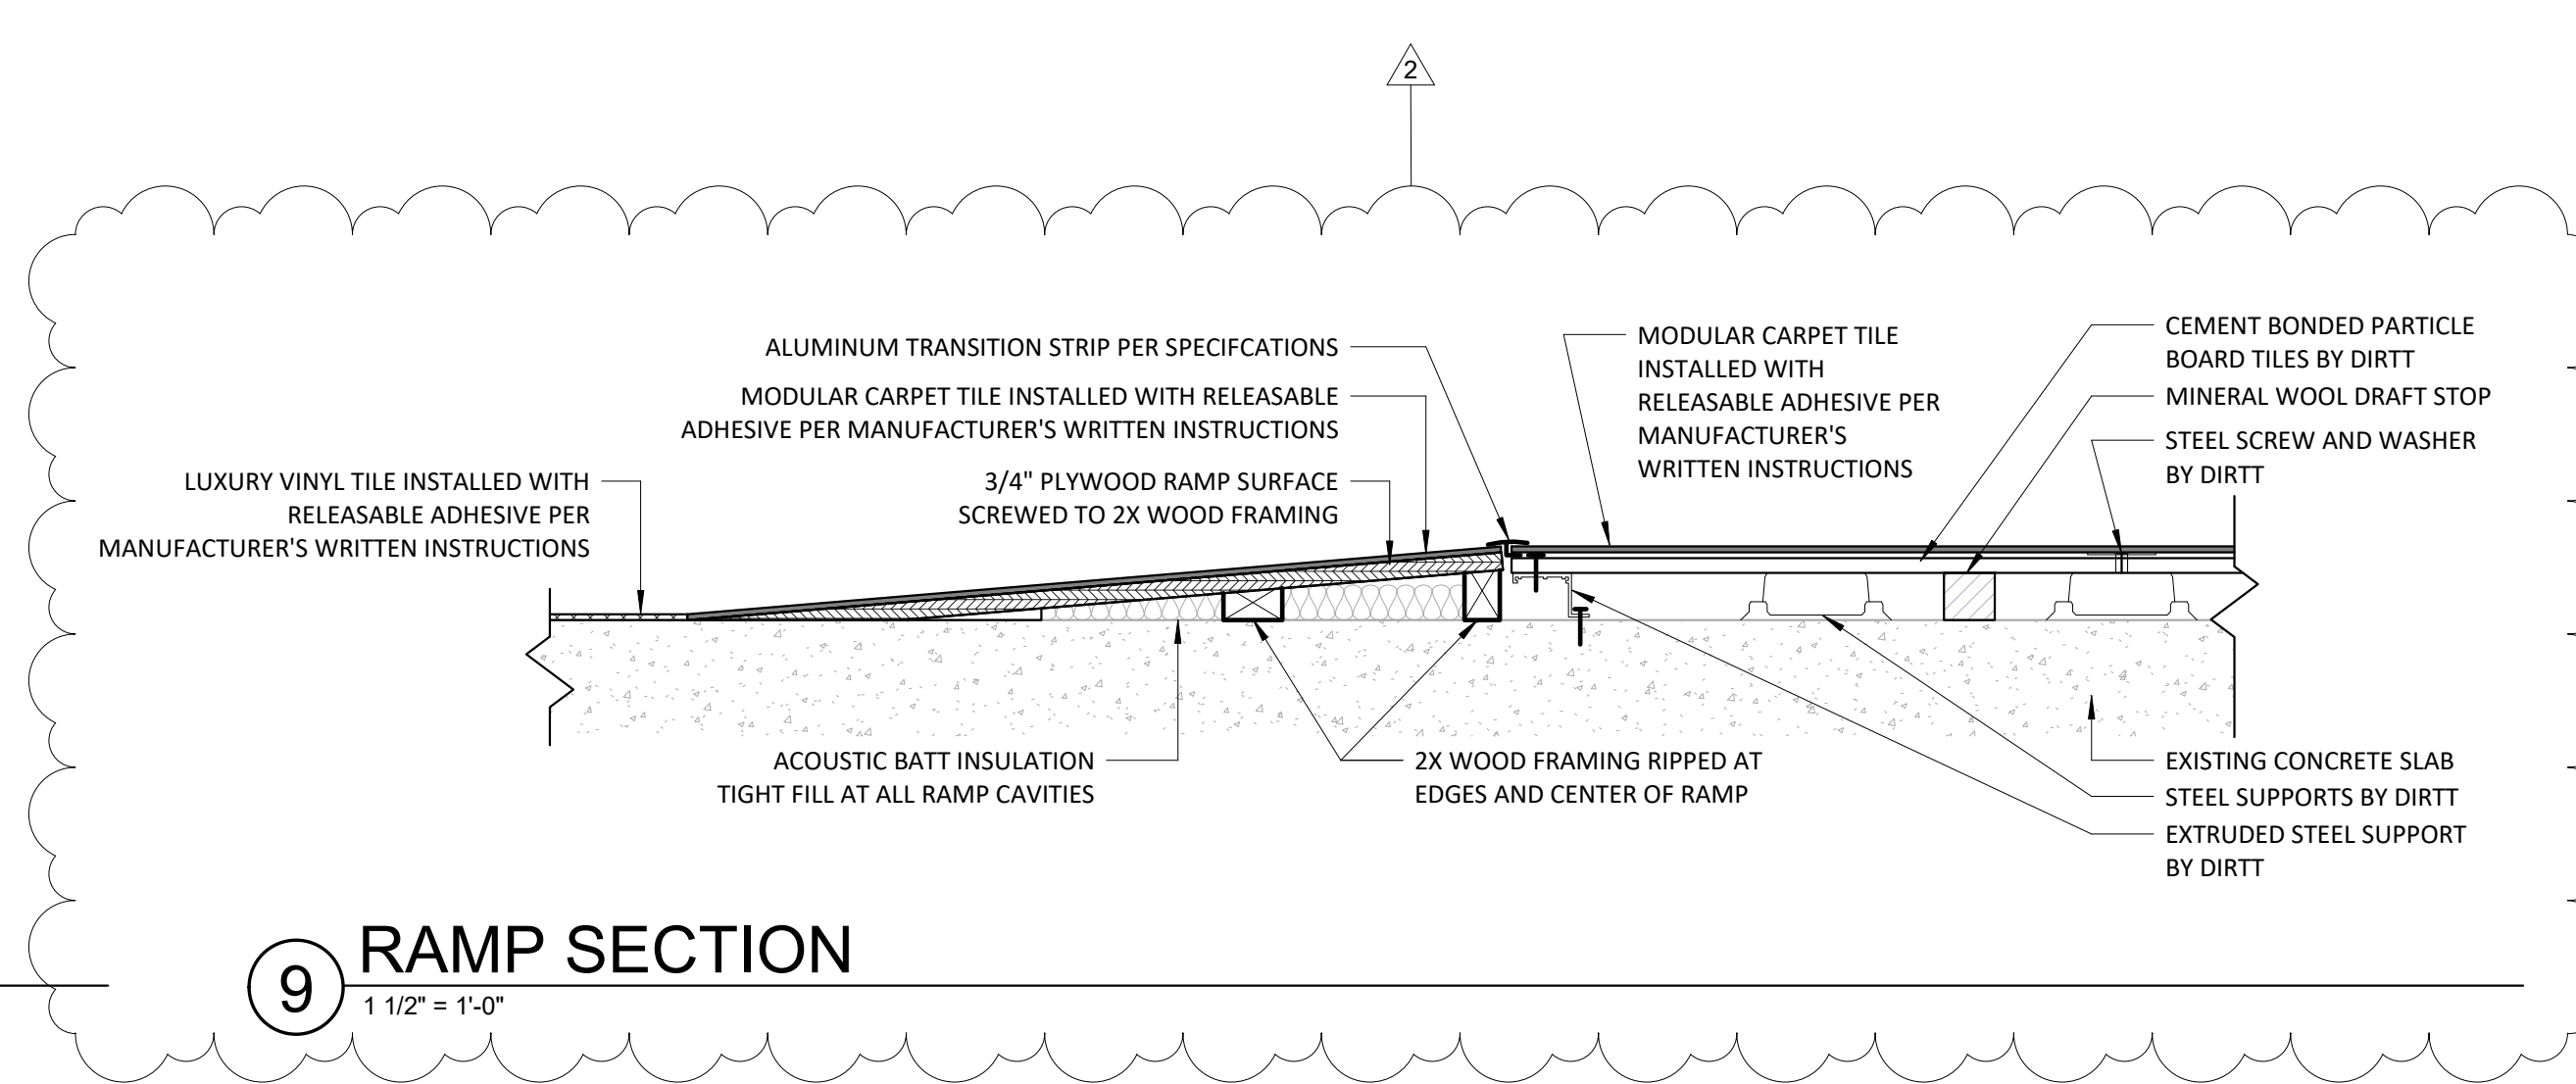 2
ALUMINUM TRANSITION STRIP PER SPECIFCATIONS
MODULAR CARPET TILE INSTALLED WITH RELEASABLE
ADHESIVE PER MANUFACTURER'S WRITTEN INSTRUCTIONS
LUXURY VINYL TILE INSTALLED WITH
RELEASABLE ADHESIVE PER
MANUFACTURER'S WRITTEN INSTRUCTIONS
3/4" PLYWOOD RAMP SURFACE
SCREWED TO 2X WOOD FRAMING
MODULAR CARPET TILE
INSTALLED WITH
RELEASABLE ADHESIVE PER
MANUFACTURER'S
WRITTEN INSTRUCTIONS
CEMENT BONDED PARTICLE
BOARD TILES BY DIRTT
MINERAL WOOL DRAFT STOP
STEEL SCREW AND WASHER
BY DIRTT
ACOUSTIC BATT INSULATION
TIGHT FILL AT ALL RAMP CAVITIES
2X WOOD FRAMING RIPPED AT
EDGES AND CENTER OF RAMP
EXISTING CONCRETE SLAB
STEEL SUPPORTS BY DIRTT
EXTRUDED STEEL SUPPORT
BY DIRTT
9
RAMP SECTION
1 1/2" = 1'-0"